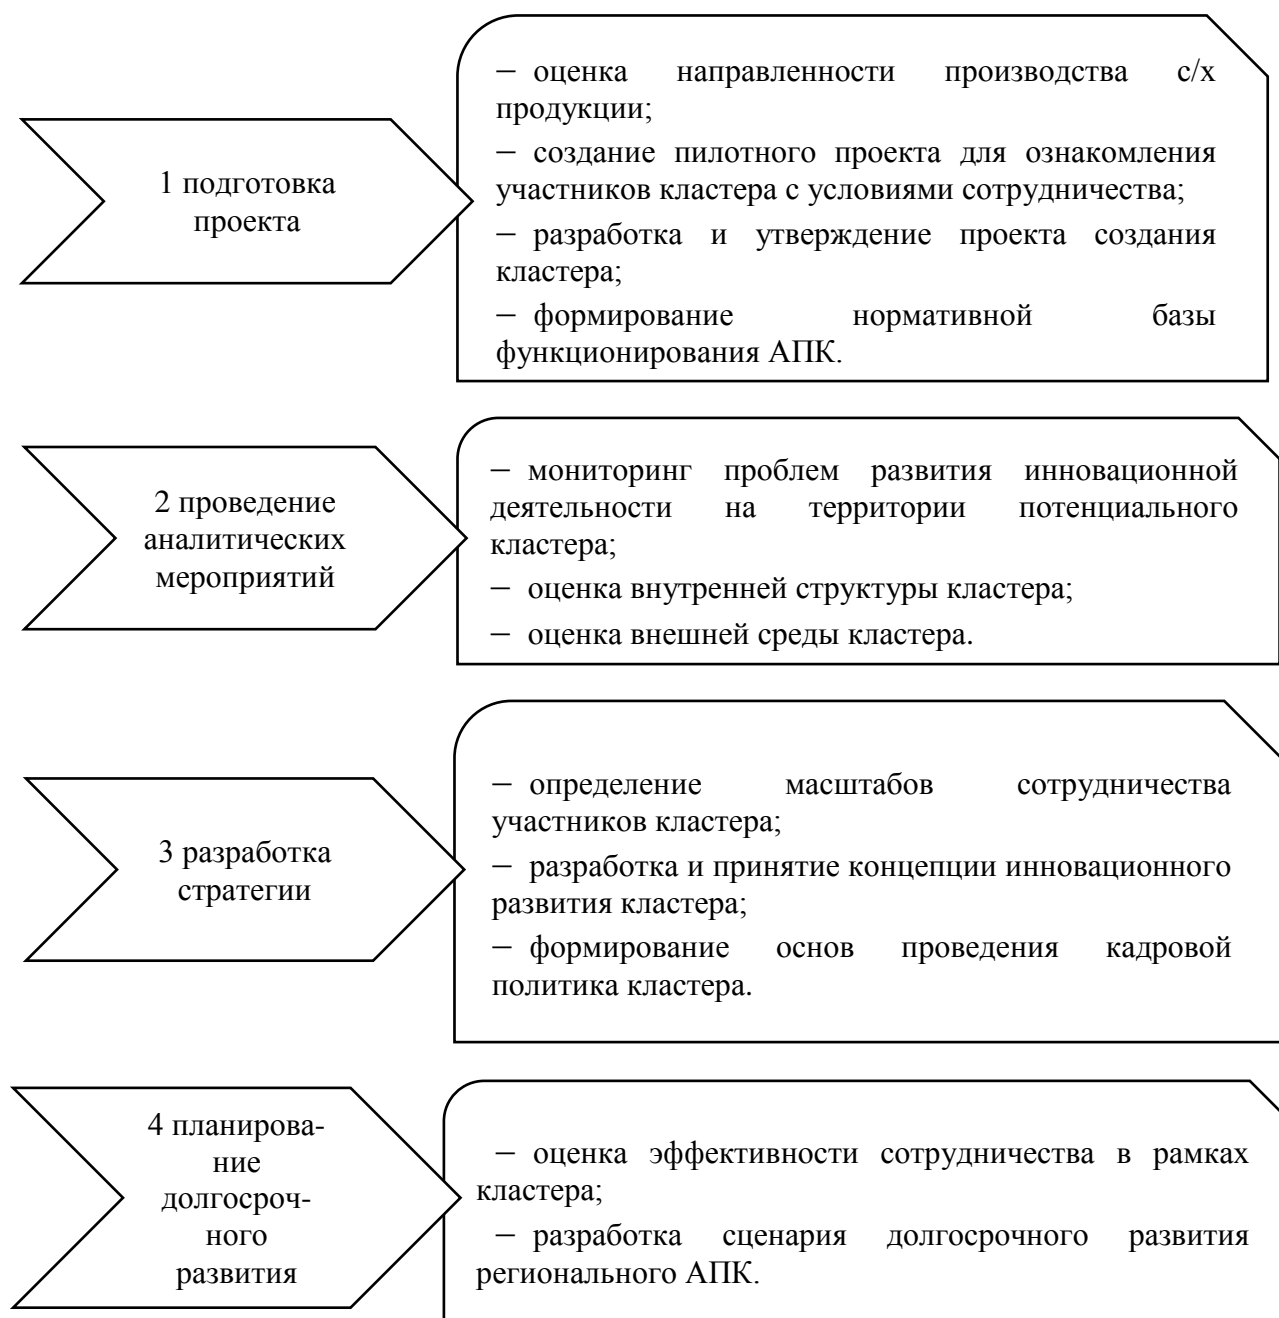 1 подготовка
проекта
– оценка направленности производства с/х
продукции;
– создание пилотного проекта для ознакомления
участников кластера с условиями сотрудничества;
– разработка и утверждение проекта создания
кластера;
– формирование нормативной базы
функционирования АПК.
2 проведение
аналитических
мероприятий
– мониторинг проблем развития инновационной
деятельности на территории потенциального
кластера;
– оценка внутренней структуры кластера;
– оценка внешней среды кластера.
3 разработка
стратегии
– определение масштабов сотрудничества
участников кластера;
– разработка и принятие концепции инновационного
развития кластера;
– формирование основ проведения кадровой
политика кластера.
4 планирова-
ние
долгосроч-
ного
развития
– оценка эффективности сотрудничества в рамках
кластера;
– разработка сценария долгосрочного развития
регионального АПК.